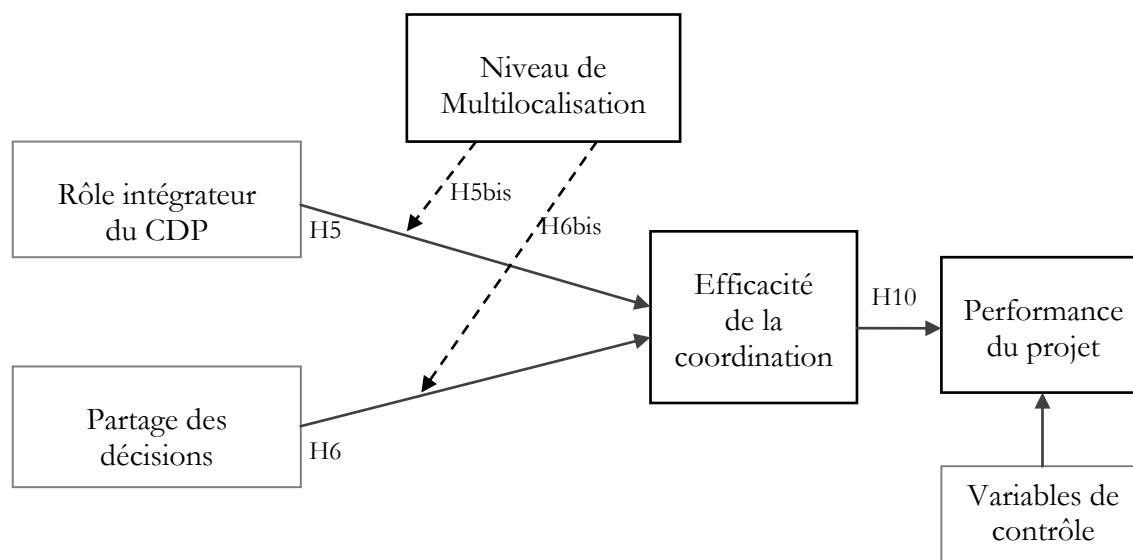 Niveau de
Multilocalisation
Rôle intégrateur
du CDP
H5
H5bis
H6bis
Efficacité
de la
coordination
H10
Performance
du projet
Partage des
décisions
H6
Variables de
contrôle